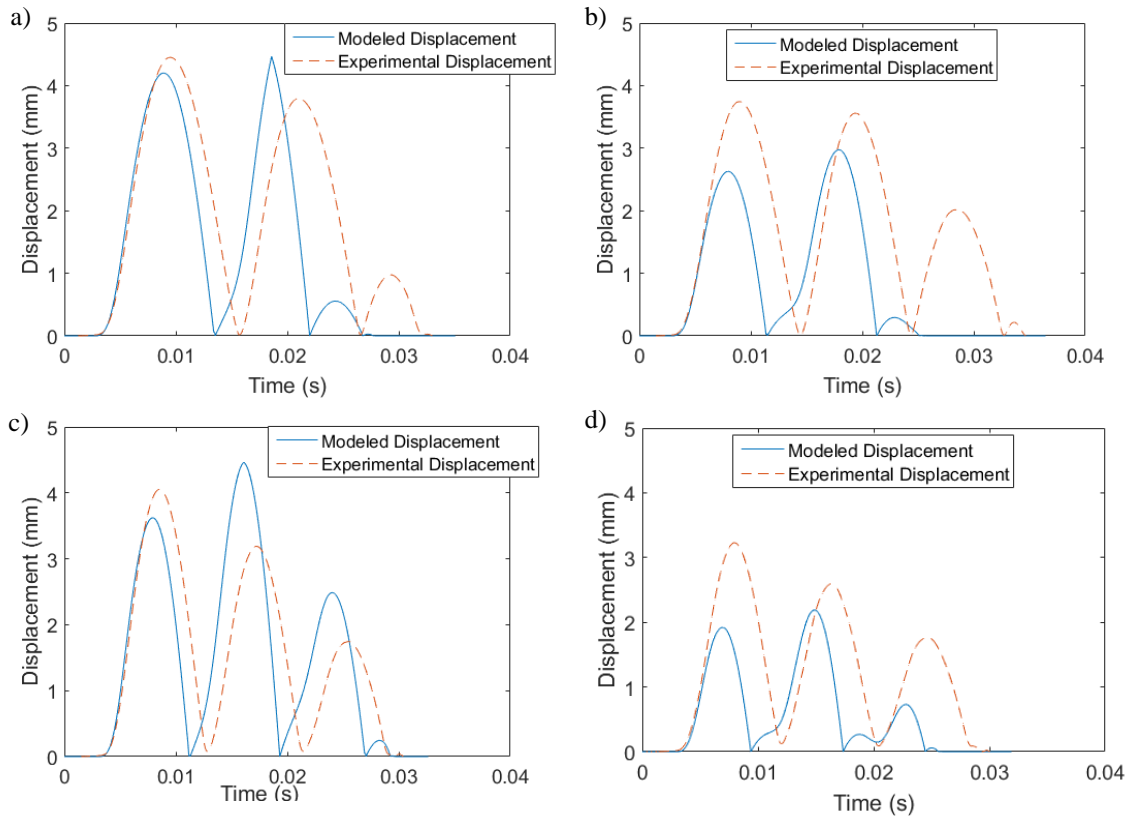 a)
Displacement (mm)
5
4
3
2
1
0
Modeled Displacement
Experimental Displacement
0 0.01 0.02 0.03 0.04
Time (s)
b)
Displacement (mm)
5
4
3
2
1
0
Modeled Displacement
Experimental Displacement
0 0.01 0.02 0.03 0.04
Time (s)
c)
Displacement (mm)
5
4
3
2
1
0
Modeled Displacement
Experimental Displacement
0 0.01 0.02 0.03 0.04
Time (s)
d)
Displacement (mm)
5
4
3
2
1
0
Modeled Displacement
Experimental Displacement
0 0.01 0.02 0.03 0.04
Time (s)